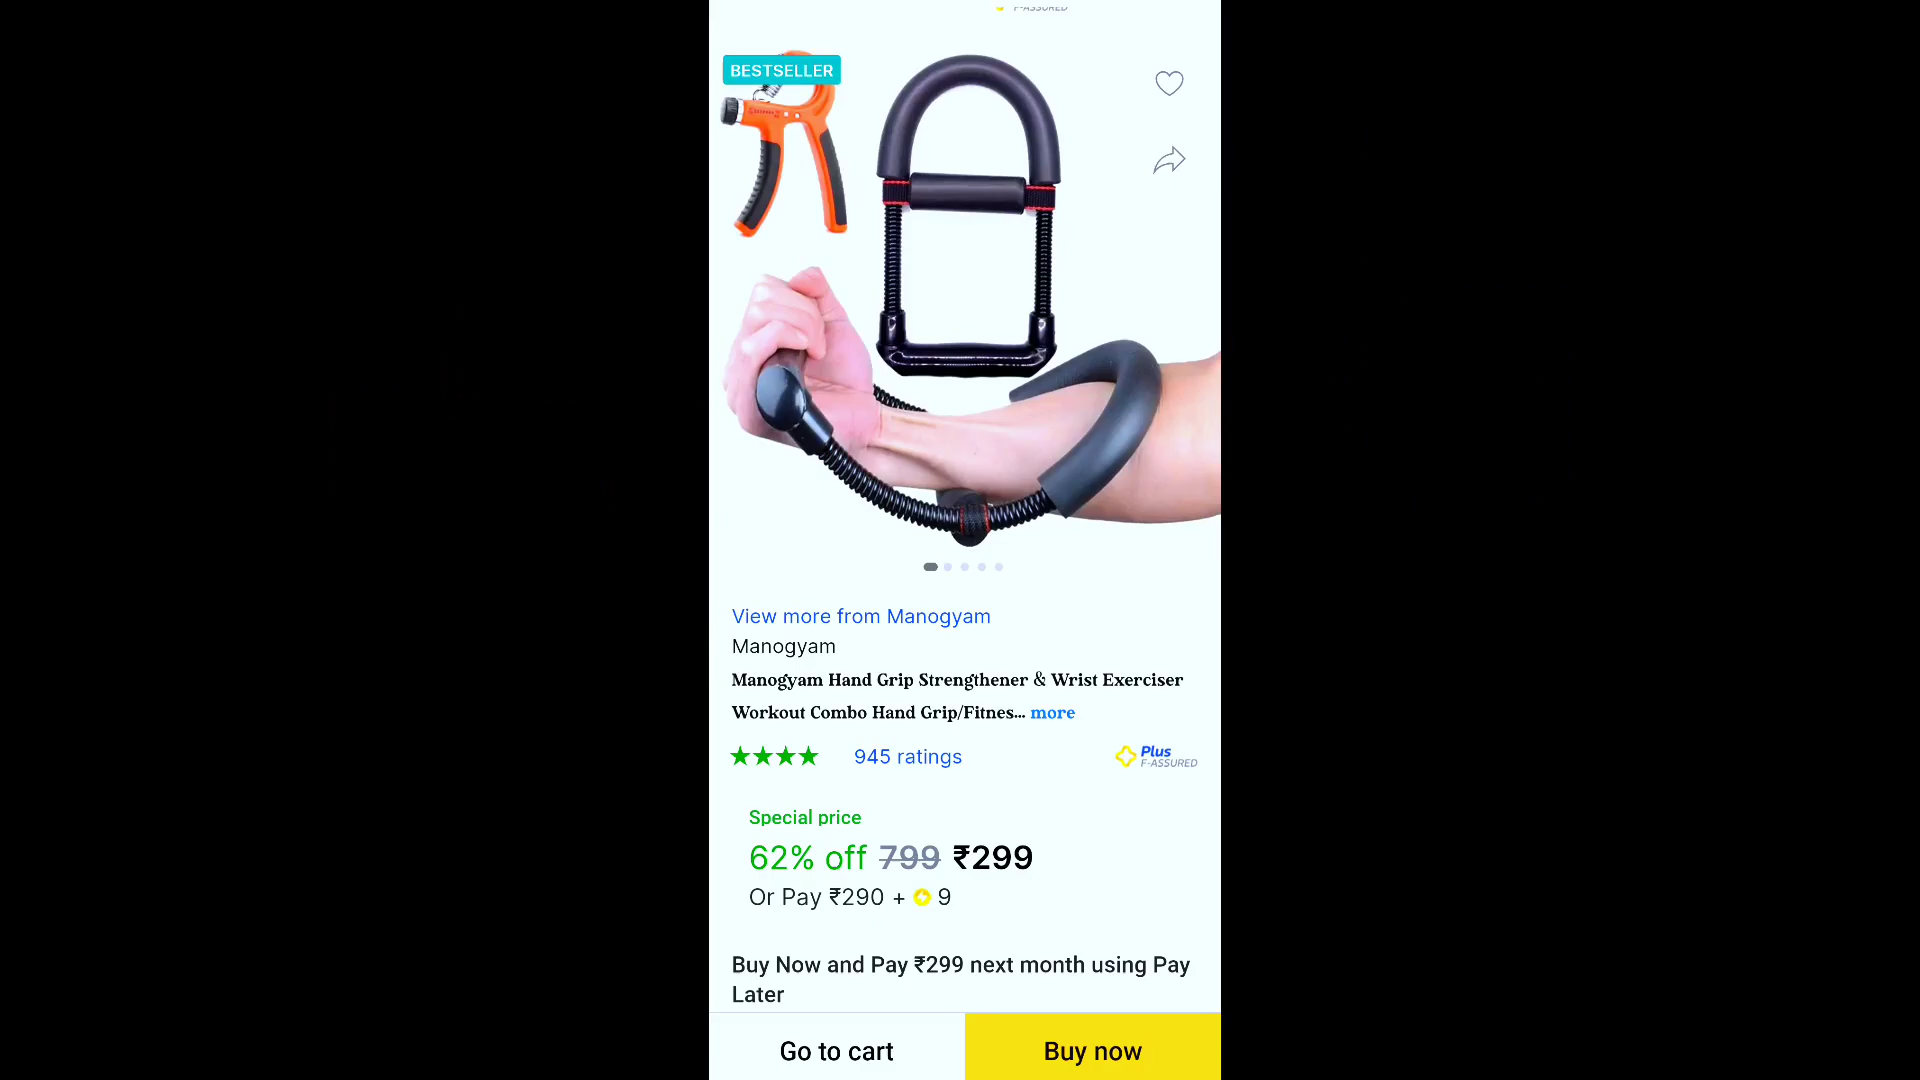 F-ASSURED
BESTSELLER
View more from Manogyam
Manogyam
Manogyam Hand Grip Strengthener & Wrist Exerciser
Workout Combo Hand Grip/Fitnes... more
945 ratings
Plus
F-ASSURED
Special price
62% off 799 ₹299
Or Pay ₹290 + 9
Buy Now and Pay ₹299 next month using Pay
Later
Go to cart
Buy now